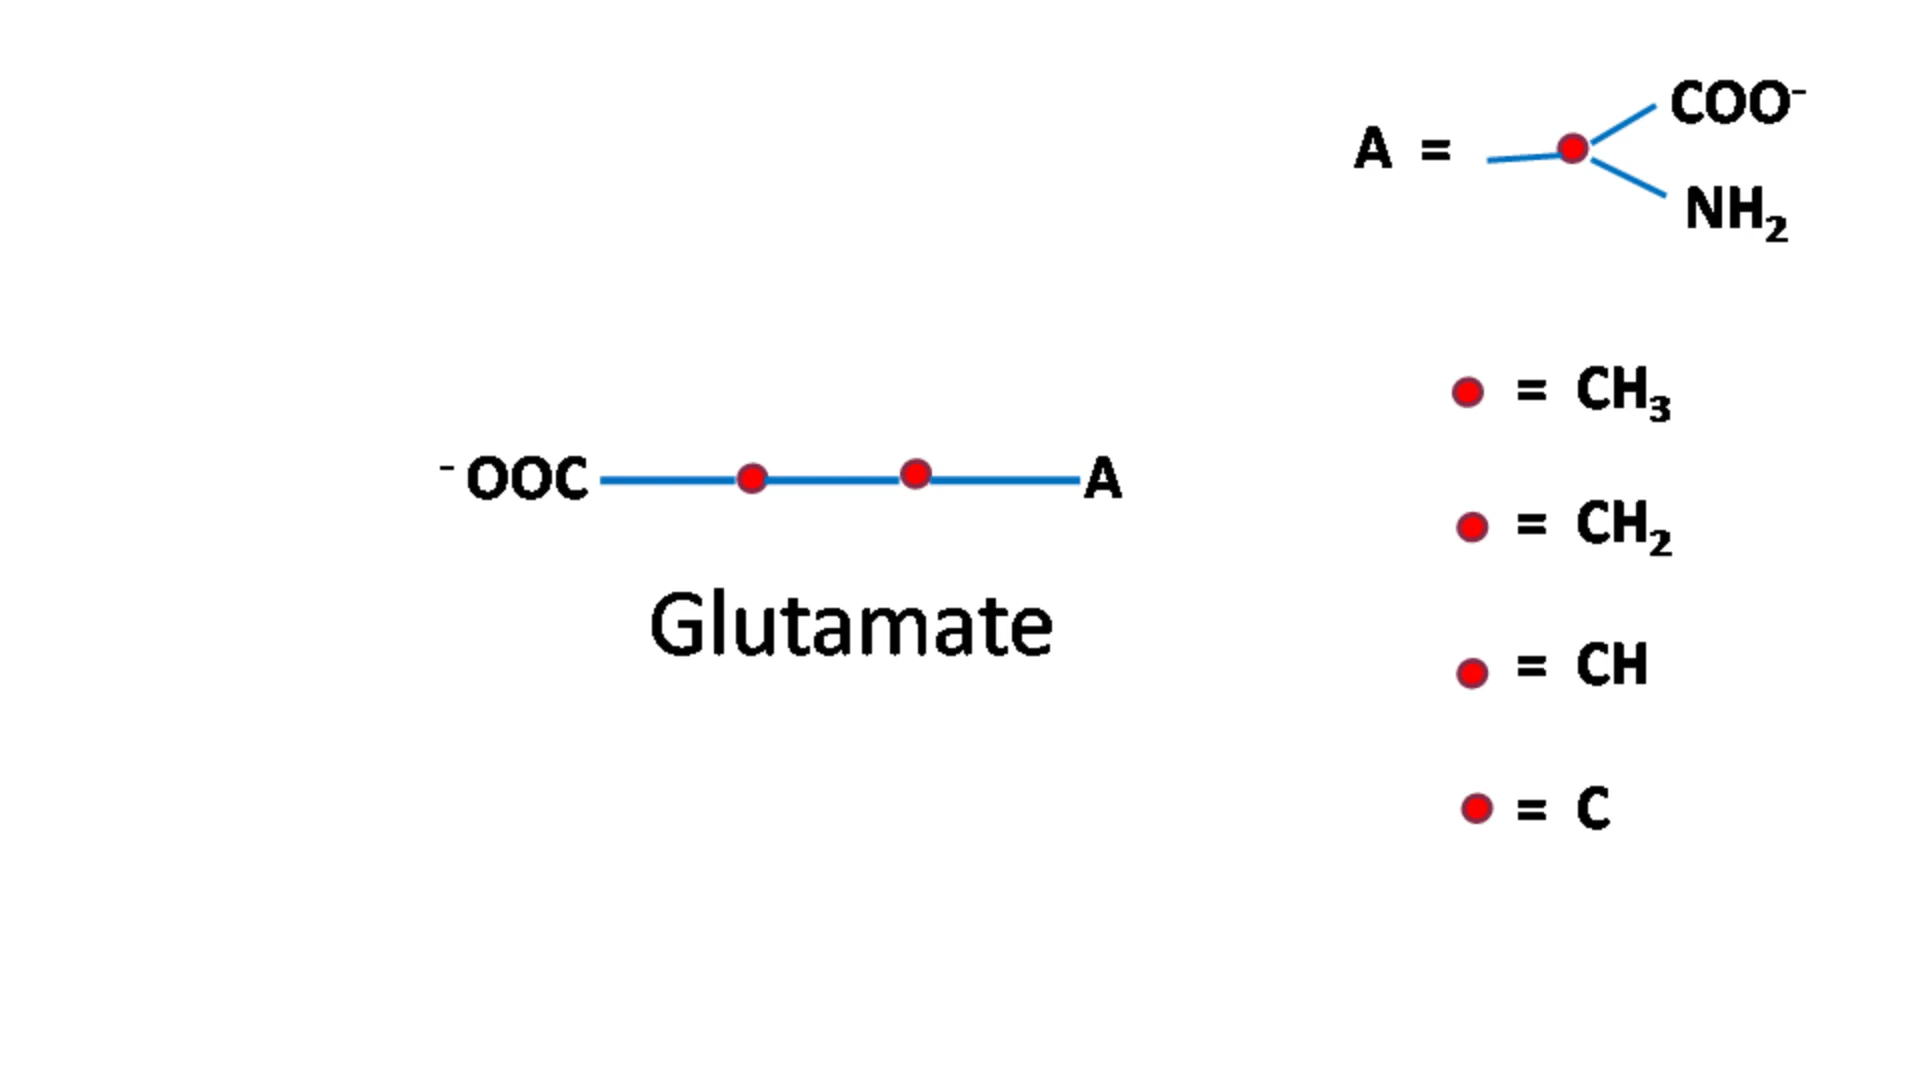 COO⁻
A =
NH₂
= CH₃
= CH₂
⁻OOC A
Glutamate
= CH
= C